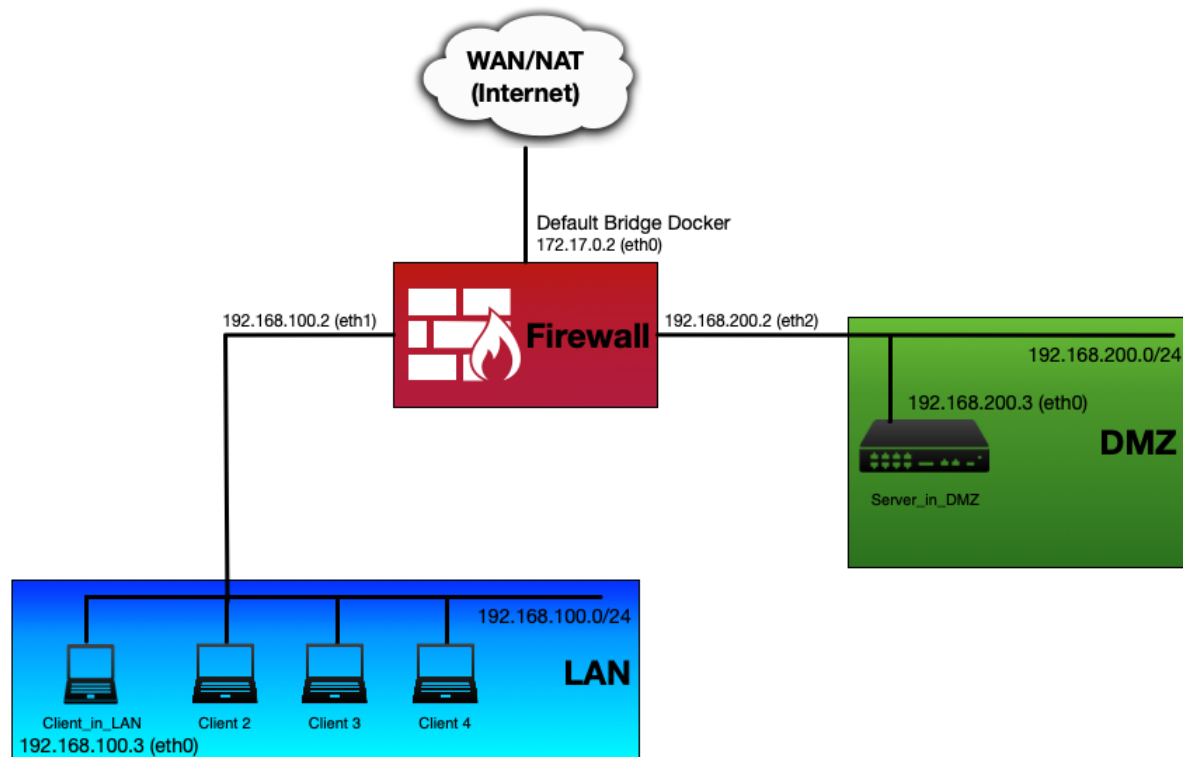 WAN/NAT
(Internet)
Default Bridge Docker
172.17.0.2 (eth0)
192.168.100.2 (eth1)
Firewall
192.168.200.2 (eth2)
192.168.200.0/24
192.168.200.3 (eth0)
DMZ
Server_in_DMZ
192.168.100.0/24
LAN
Client_in_LAN
Client 2
Client 3
Client 4
192.168.100.3 (eth0)